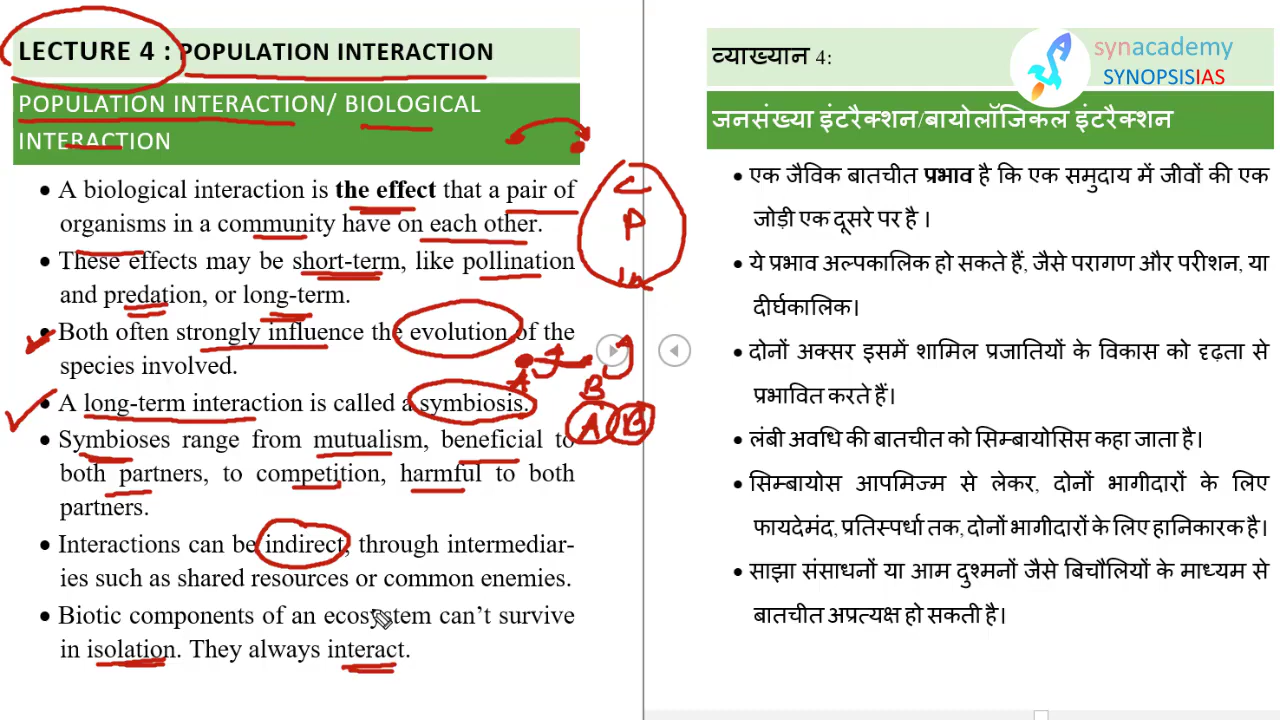 LECTURE 4 : POPULATION INTERACTION
POPULATION INTERACTION/ BIOLOGICAL
INTERACTION
• A biological interaction is the effect that a pair of
organisms in a community have on each other.
• These effects may be short-term, like pollination
and predation, or long-term.
• Both often strongly influence the evolution of the
species involved.
• A long-term interaction is called a symbiosis.
• Symbioses range from mutualism, beneficial to
both partners, to competition, harmful to both
partners.
• Interactions can be indirect, through intermediar-
ies such as shared resources or common enemies.
• Biotic components of an ecosystem can't survive
in isolation. They always interact.
C
P
A
B
A B
व्याख्यान 4:
synacademy
SYNOPSISIAS
जनसंख्या इंटरैक्शन/बायोलॉजिकल इंटरैक्शन
• एक जैविक बातचीत प्रभाव है कि एक समुदाय में जीवों की एक
जोड़ी एक दूसरे पर है ।
• ये प्रभाव अल्पकालिक हो सकते हैं, जैसे परागण और परीशन, या
दीर्घकालिक।
• दोनों अक्सर इसमें शामिल प्रजातियों के विकास को दृढ़ता से
प्रभावित करते हैं।
• लंबी अवधि की बातचीत को सिम्बायोसिस कहा जाता है।
• सिम्बायोस आपमिज्म से लेकर, दोनों भागीदारों के लिए
फायदेमंद, प्रतिस्पर्धा तक, दोनों भागीदारों के लिए हानिकारक है।
• साझा संसाधनों या आम दुश्मनों जैसे बिचौलियों के माध्यम से
बातचीत अप्रत्यक्ष हो सकती है।